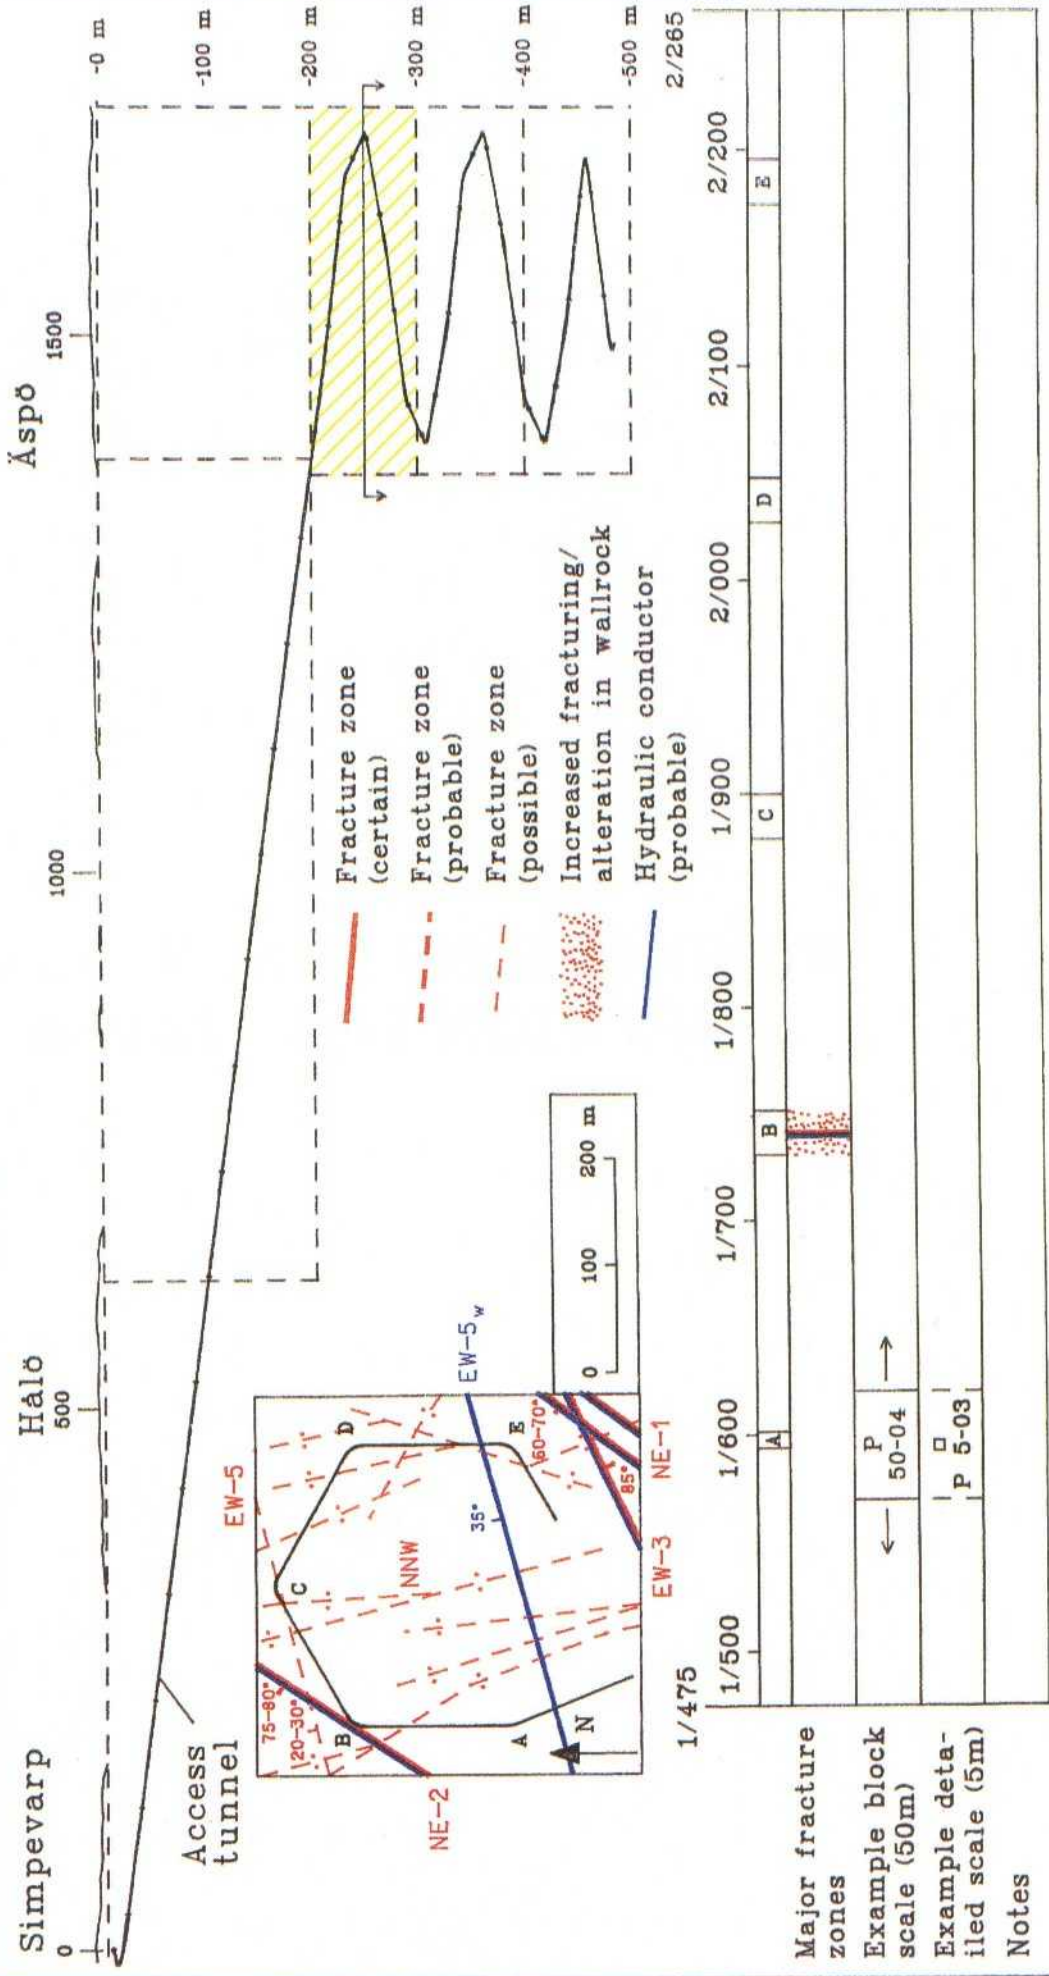 Simpevarp
Hålö
Äspö
0
500
1000
1500
-0 m
-100 m
-200 m
-300 m
-400 m
-500 m
Access
tunnel
Fracture zone
(certain)
Fracture zone
(probable)
Fracture zone
(possible)
Increased fracturing/
alteration in wallrock
Hydraulic conductor
(probable)
EW-5
NE-2
75-80°
20-30°
NNW
35°
EW-5w
60-70°
85°
EW-3
NE-1
A
B
C
D
E
N
0 100 200 m
1/475
1/500
1/600
1/700
1/800
1/900
2/000
2/100
2/200
2/265
A B C D E
Major fracture
zones
Example block
scale (50m)
← P →
50-04
Example deta-
iled scale (5m)
P 5-03
Notes